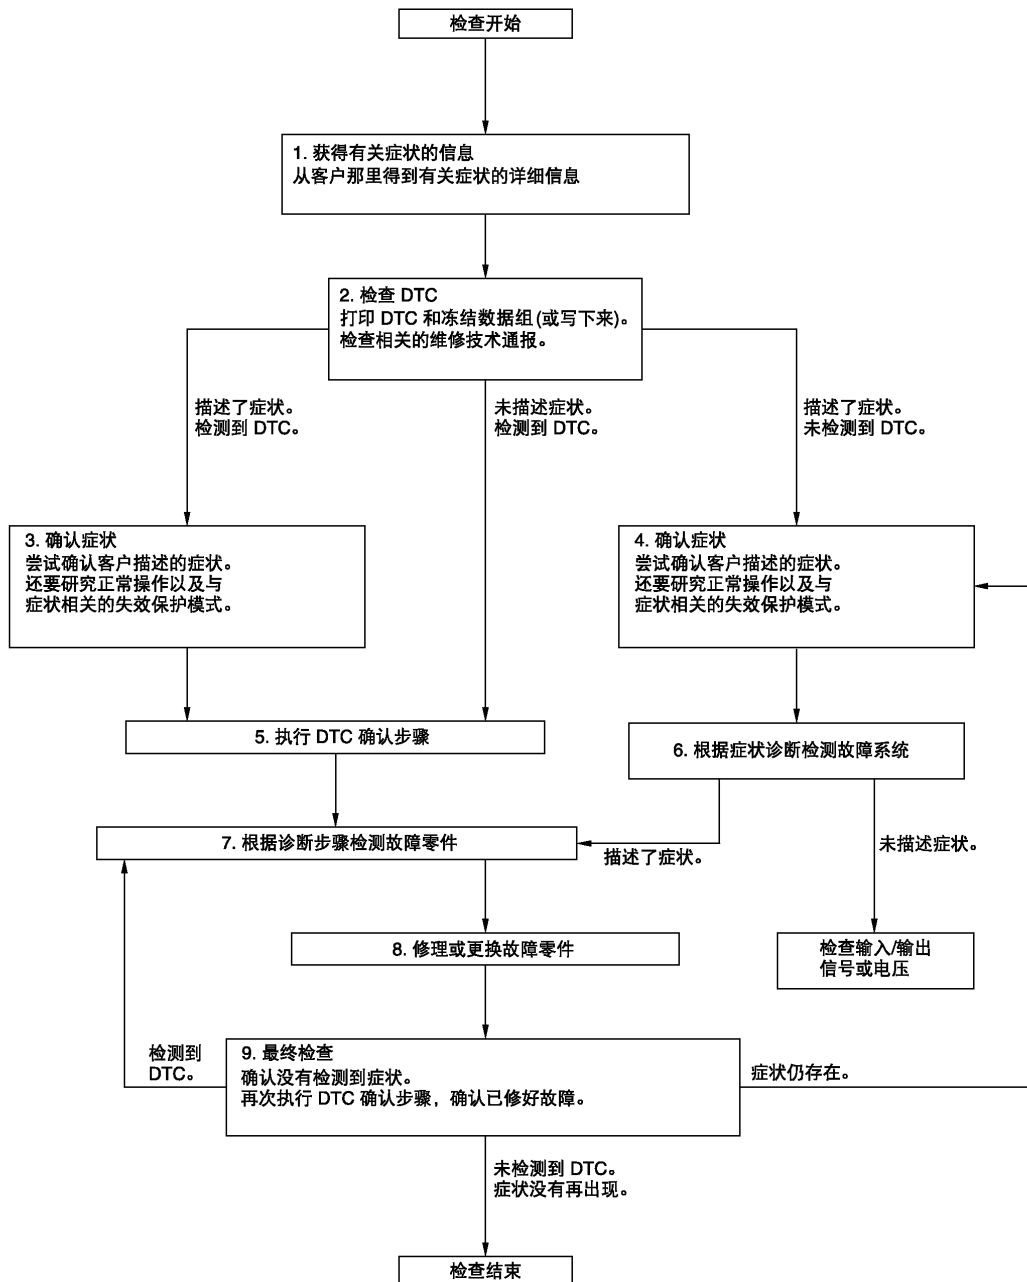 检查开始
1. 获得有关症状的信息
从客户那里得到有关症状的详细信息
2. 检查 DTC
打印 DTC 和冻结数据组(或写下来)。
检查相关的维修技术通报。
描述了症状。
检测到 DTC。
未描述症状。
检测到 DTC。
描述了症状。
未检测到 DTC。
3. 确认症状
尝试确认客户描述的症状。
还要研究正常操作以及与
症状相关的失效保护模式。
4. 确认症状
尝试确认客户描述的症状。
还要研究正常操作以及与
症状相关的失效保护模式。
5. 执行 DTC 确认步骤
6. 根据症状诊断检测故障系统
7. 根据诊断步骤检测故障零件
描述了症状。
未描述症状。
8. 修理或更换故障零件
检查输入/输出
信号或电压
检测到
DTC。
9. 最终检查
确认没有检测到症状。
再次执行 DTC 确认步骤，确认已修好故障。
症状仍存在。
未检测到 DTC。
症状没有再出现。
检查结束